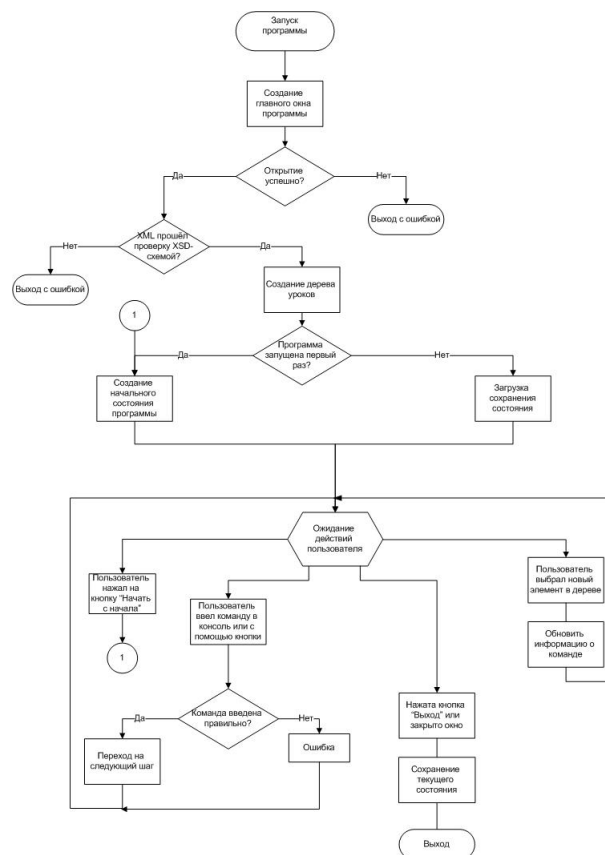 Запуск
программы
Создание
главного окна
программы
Открытие
успешно?
Да
Нет
Выход с ошибкой
XML прошёл
проверку XSD-
схемой?
Нет
Да
Выход с ошибкой
Создание дерева
уроков
1
Программа
запущена первый
раз?
Да
Нет
Создание
начального
состояния
программы
Загрузка
сохранения
состояния
Ожидание
действий
пользователя
Пользователь
нажал на
кнопку “Начать
с начала”
1
Пользователь
ввел команду в
консоль или с
помощью кнопки
Пользователь
выбрал новый
элемент в дереве
Обновить
информацию о
команде
Команда введена
правильно?
Да
Нет
Переход на
следующий шаг
Ошибка
Нажата кнопка
“Выход” или
закрыто окно
Сохранение
текущего
состояния
Выход